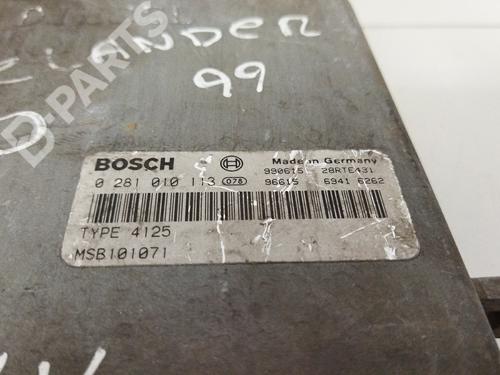 ELANDER
99
BOSCH Made in Germany
0 281 010 113 078 990615 28RTE431
96615 6941 6262
TYPE 4125
MSB101071
B-PARTS